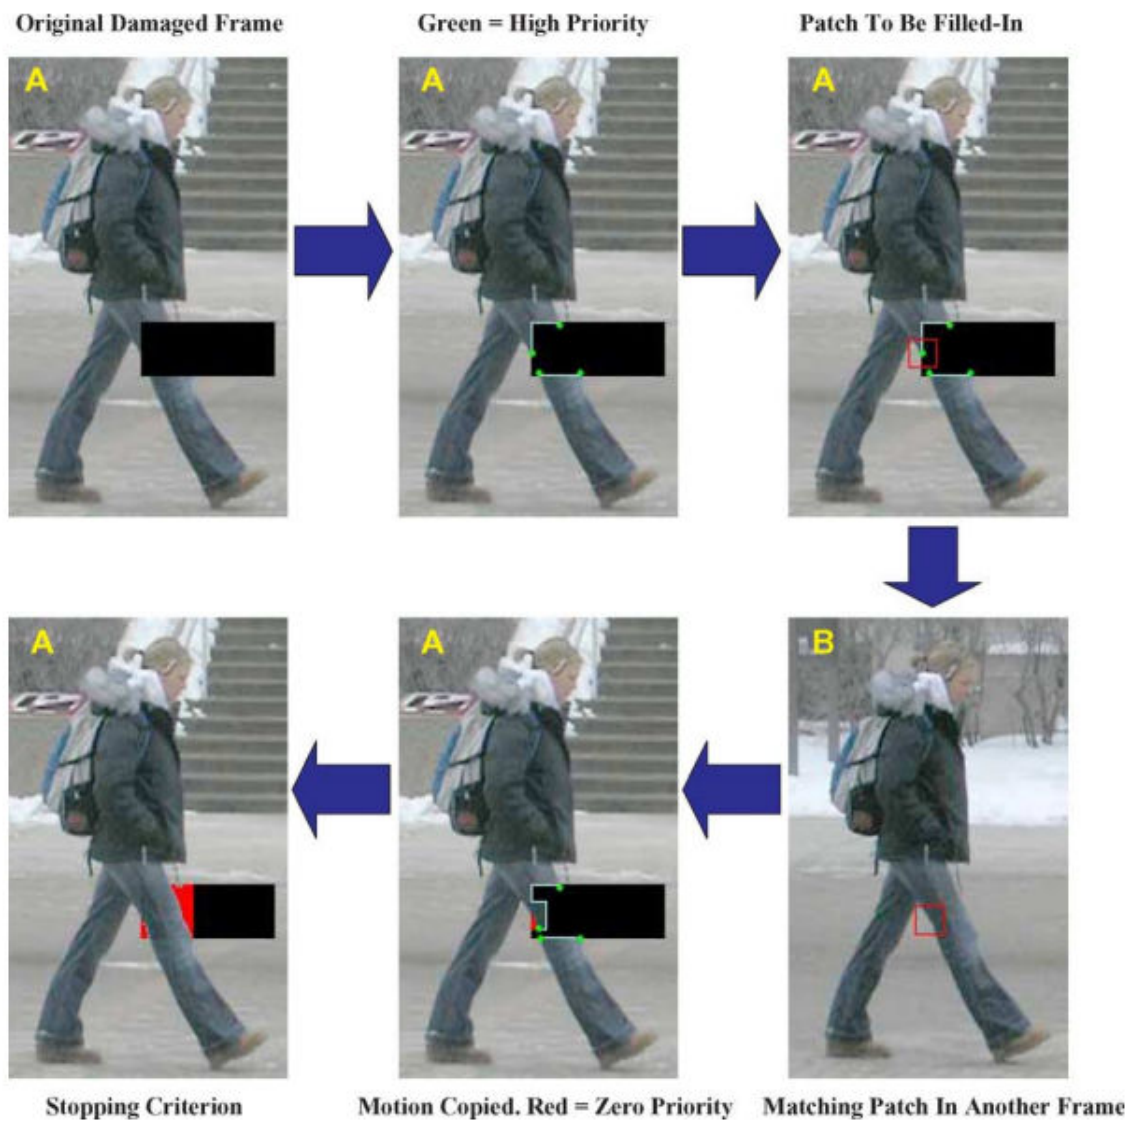 Original Damaged Frame
Green = High Priority
Patch To Be Filled-In
A
A
A
A
A
B
Stopping Criterion
Motion Copied. Red = Zero Priority
Matching Patch In Another Frame